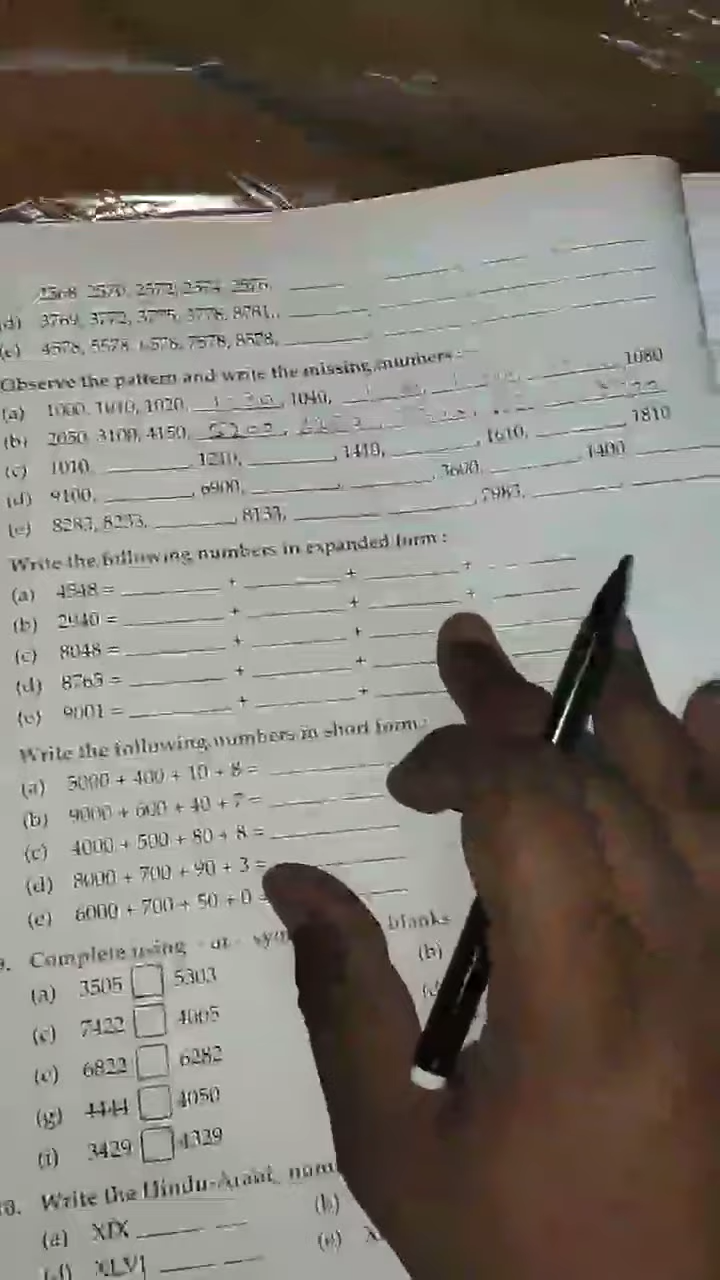 2568, 2570, 2572, 2574, 2576,
(d) 3769, 3772, 3775, 3778, 8781,
(e) 4578, 5578, 6578, 7578, 8578,
Observe the pattern and write the missing numbers
(a) 1000, 1010, 1020, 1030, 1040, 1080
(b) 2050, 3100, 4150, 5200,
(c) 1010, 1210, 1410, 1610, 1810
(d) 9100, 6900, 3600, 1400
(e) 8283, 8233, 8133, 7983,
Write the following numbers in expanded form :
(a) 4548 = + + +
(b) 2940 = + + +
(c) 8048 = + +
(d) 8765 = + +
(e) 9001 = + +
Write the following numbers in short form :
(a) 5000 + 400 + 10 + 8 =
(b) 9000 + 600 + 40 + 7 =
(c) 4000 + 500 + 80 + 8 =
(d) 8000 + 700 + 90 + 3 =
(e) 6000 + 700 + 50 + 0 =
9. Complete using or blanks
(a) 3505 5303 (b)
(c) 7422 4005
(e) 6822 6282
(g) 4444 4050
(i) 3429 4329
Write the Hindu-Arabic
(a) XIX (b)
(d) XLVI (e)